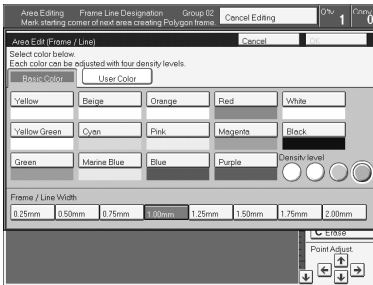 Area Editing Frame Line Designation Group 02
Mark starting corner of next area creating Polygon frame.
Cancel Editing
Q'ty 1
Copy 0
Area Edit (Frame / Line)
Cancel
OK
Select color below.
Each color can be adjusted with four density levels.
Basic Color User Color
Yellow Beige Orange Red White
Yellow Green Cyan Pink Magenta Black
Green Marine Blue Blue Purple Density level
Frame / Line Width
0.25mm 0.50mm 0.75mm 1.00mm 1.25mm 1.50mm 1.75mm 2.00mm
C Erase
Point Adjust.